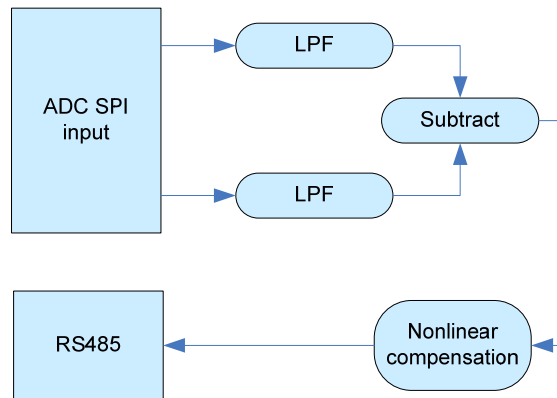 LPF
ADC SPI
input
Subtract
LPF
RS485
Nonlinear
compensation